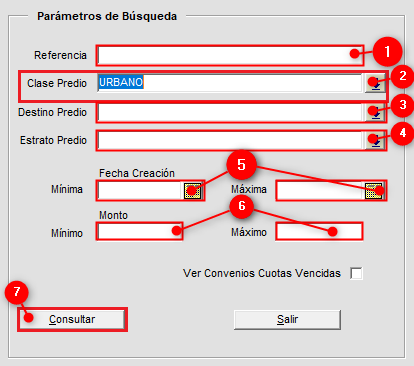 Parámetros de Búsqueda
Referencia 1
Clase Predio URBANO 2
Destino Predio 3
Estrato Predio 4
Fecha Creación 5
Mínima Máxima
Monto 6
Mínimo Máximo
Ver Convenios Cuotas Vencidas
7
Consultar Salir